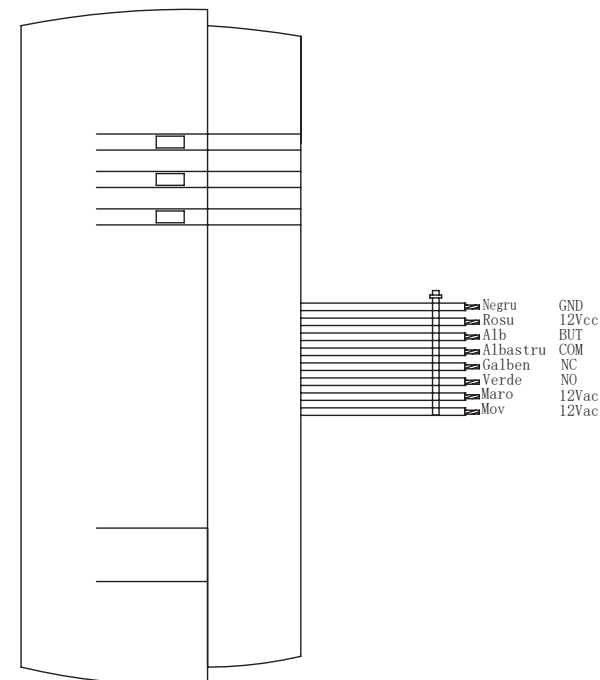 Negru GND
Rosu 12Vcc
Alb BUT
Albastru COM
Galben NC
Verde NO
Maro 12Vac
Mov 12Vac